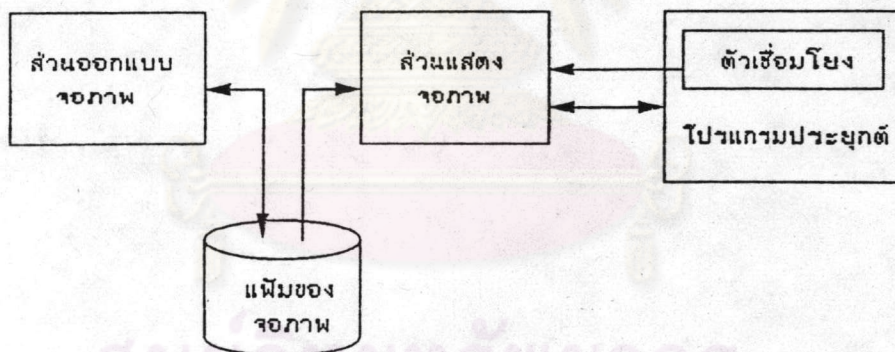 ส่วนออกแบบ
จอภาพ
ส่วนแสดง
จอภาพ
ตัวเชื่อมโยง
โปรแกรมประยุกต์
แฟ้มของ
จอภาพ